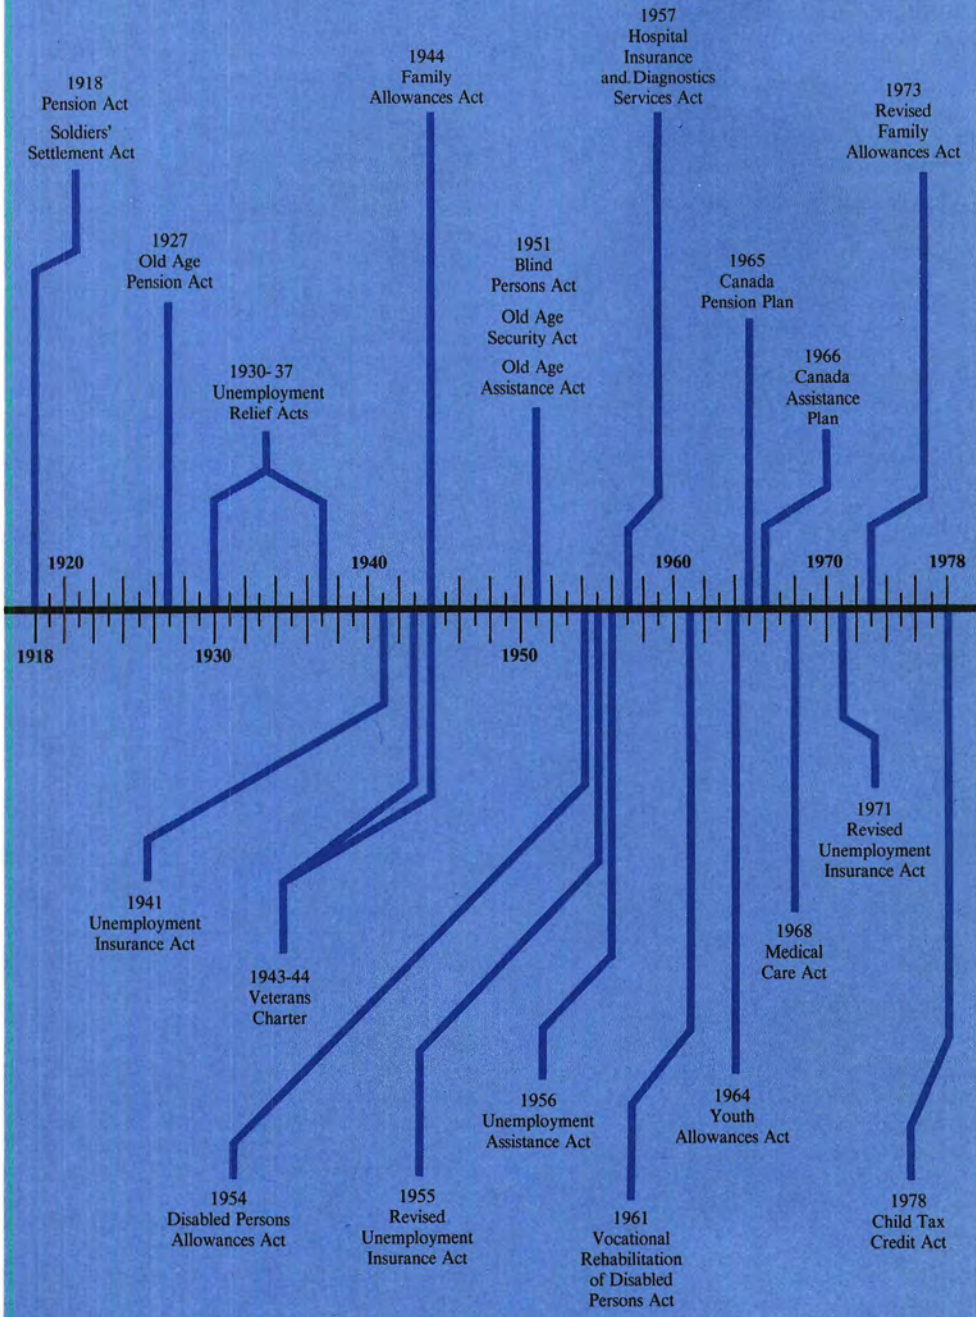 1918
Pension Act
Soldiers'
Settlement Act
1927
Old Age
Pension Act
1930-37
Unemployment
Relief Acts
1944
Family
Allowances Act
1951
Blind
Persons Act
Old Age
Security Act
Old Age
Assistance Act
1957
Hospital
Insurance
and Diagnostics
Services Act
1965
Canada
Pension Plan
1966
Canada
Assistance
Plan
1973
Revised
Family
Allowances Act
1920
1940
1960
1970
1978
1918
1930
1950
1941
Unemployment
Insurance Act
1943-44
Veterans
Charter
1954
Disabled Persons
Allowances Act
1955
Revised
Unemployment
Insurance Act
1956
Unemployment
Assistance Act
1961
Vocational
Rehabilitation
of Disabled
Persons Act
1964
Youth
Allowances Act
1968
Medical
Care Act
1971
Revised
Unemployment
Insurance Act
1978
Child Tax
Credit Act